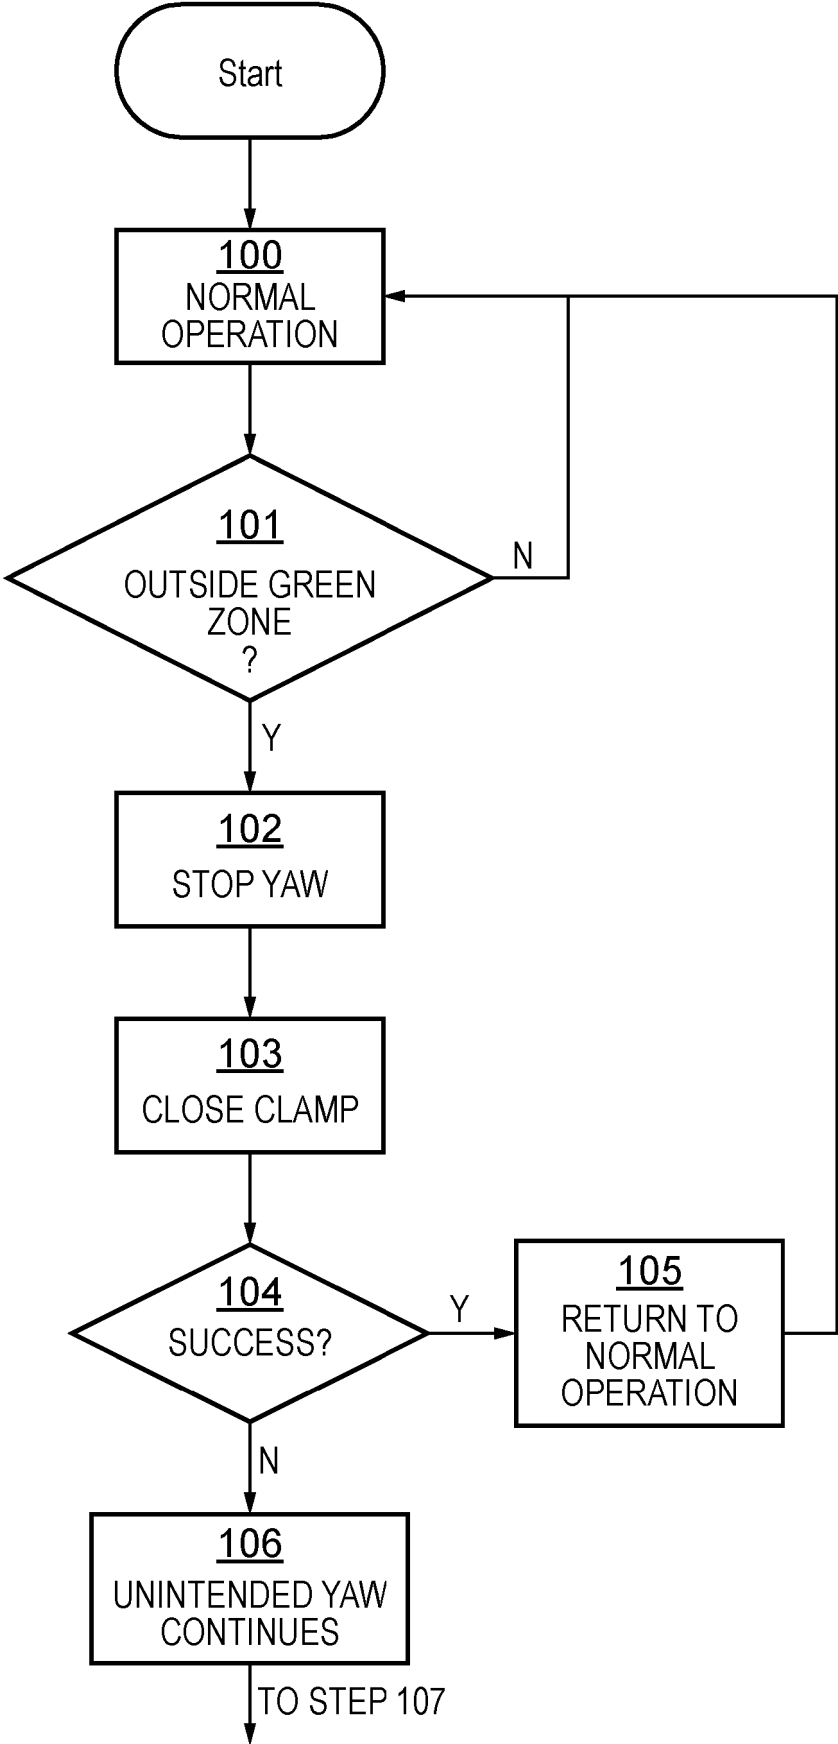 Start
100
NORMAL
OPERATION
101
OUTSIDE GREEN
ZONE
?
N
Y
102
STOP YAW
103
CLOSE CLAMP
104
SUCCESS?
Y
105
RETURN TO
NORMAL
OPERATION
N
106
UNINTENDED YAW
CONTINUES
TO STEP 107